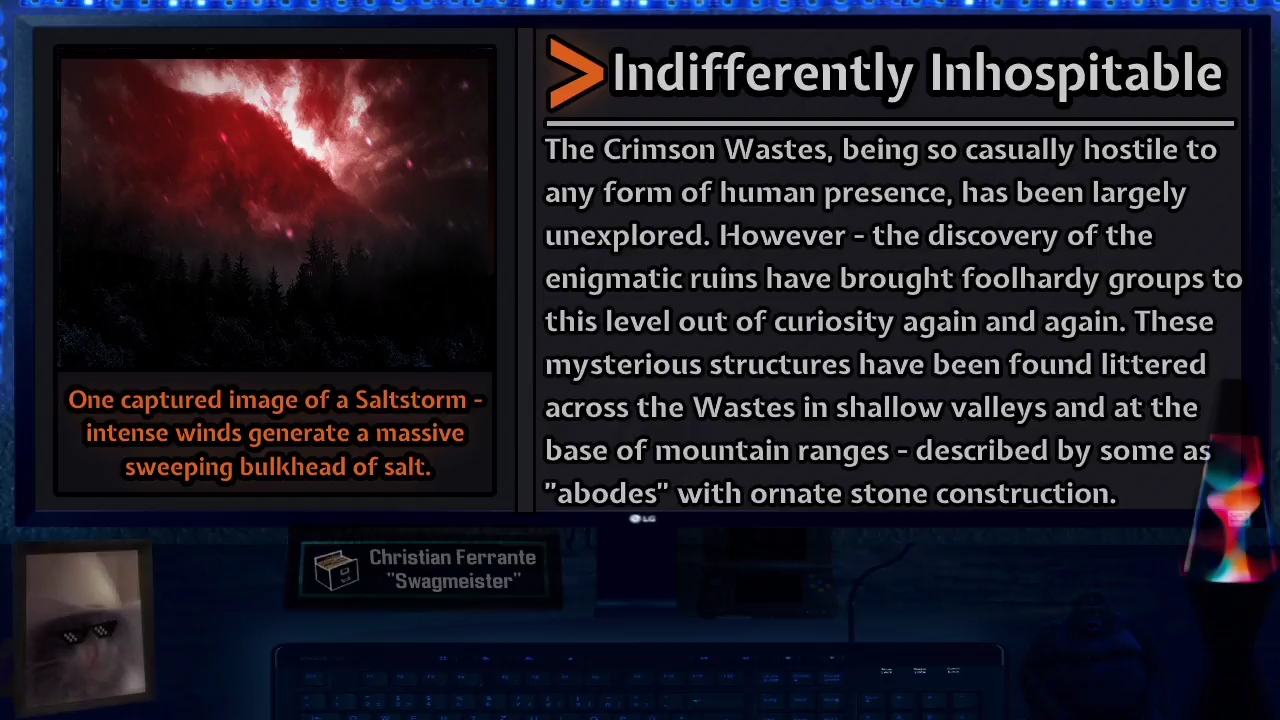 >Indifferently Inhospitable
The Crimson Wastes, being so casually hostile to
any form of human presence, has been largely
unexplored. However - the discovery of the
enigmatic ruins have brought foolhardy groups to
this level out of curiosity again and again. These
mysterious structures have been found littered
across the Wastes in shallow valleys and at the
base of mountain ranges - described by some as
"abodes" with ornate stone construction.
One captured image of a Saltstorm -
intense winds generate a massive
sweeping bulkhead of salt.
LG
Christian Ferrante
"Swagmeister"